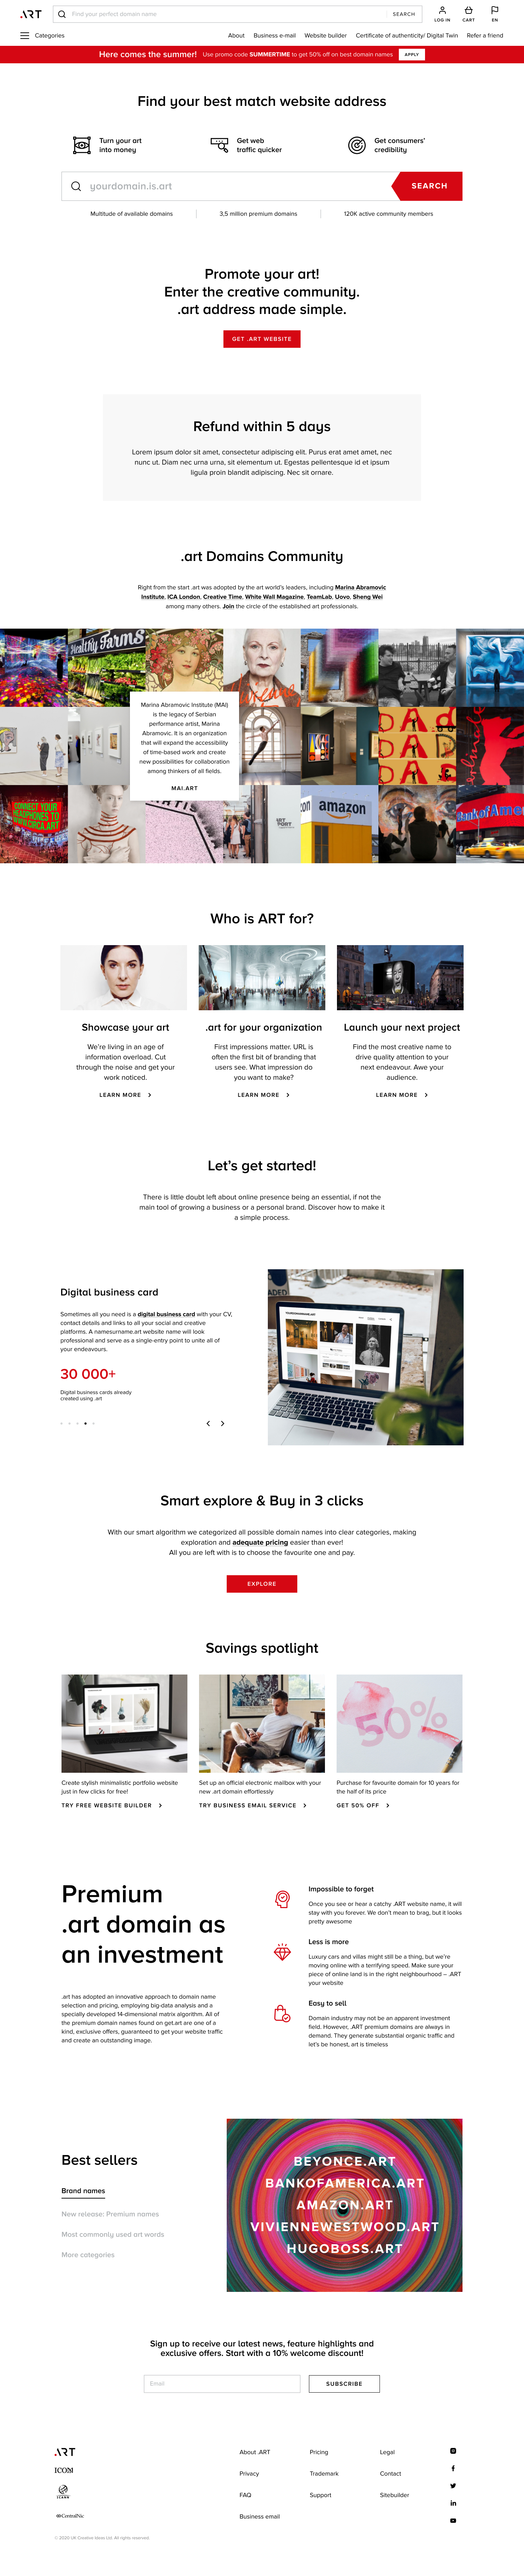 .ART
Find your perfect domain name
SEARCH
LOG IN
CART
EN
Categories
About
Business e-mail
Website builder
Certificate of authenticity/ Digital Twin
Refer a friend
Here comes the summer! Use promo code SUMMERTIME to get 50% off on best domain names
APPLY
Find your best match website address
Turn your art
into money
Get web
traffic quicker
Get consumers'
credibility
yourdomain.is.art
SEARCH
Multitude of available domains
3,5 million premium domains
120K active community members
Promote your art!
Enter the creative community.
.art address made simple.
GET .ART WEBSITE
Refund within 5 days
Lorem ipsum dolor sit amet, consectetur adipiscing elit. Purus erat amet amet, nec
nunc ut. Diam nec urna urna, sit elementum ut. Egestas pellentesque id et ipsum
ligula proin blandit adipiscing. Nec sit ornare.
.art Domains Community
Right from the start .art was adopted by the art world's leaders, including Marina Abramovic
Institute, ICA London, Creative Time, White Wall Magazine, TeamLab, Uovo, Sheng Wei
among many others. Join the circle of the established art professionals.
Healthy Farms
Marina Abramovic Institute (MAI)
is the legacy of Serbian
performance artist, Marina
Abramovic. It is an organization
that will expand the accessibility
of time-based work and create
new possibilities for collaboration
among thinkers of all fields.
MAI.ART
CONNECT YOUR
HEADPHONES TO
WWW.CIRCA.ART
ART
PORT
amazon
Bank of Ame
Who is ART for?
Showcase your art
We're living in an age of
information overload. Cut
through the noise and get your
work noticed.
LEARN MORE
.art for your organization
First impressions matter. URL is
often the first bit of branding that
users see. What impression do
you want to make?
LEARN MORE
Launch your next project
Find the most creative name to
drive quality attention to your
next endeavour. Awe your
audience.
LEARN MORE
Let's get started!
There is little doubt left about online presence being an essential, if not the
main tool of growing a business or a personal brand. Discover how to make it
a simple process.
Digital business card
Sometimes all you need is a digital business card with your CV,
contact details and links to all your social and creative
platforms. A namesurname.art website name will look
professional and serve as a single-entry point to unite all of
your endeavours.
30 000+
Digital business cards already
created using .art
Smart explore & Buy in 3 clicks
With our smart algorithm we categorized all possible domain names into clear categories, making
exploration and adequate pricing easier than ever!
All you are left with is to choose the favourite one and pay.
EXPLORE
Savings spotlight
50%
Create stylish minimalistic portfolio website
just in few clicks for free!
TRY FREE WEBSITE BUILDER
Set up an official electronic mailbox with your
new .art domain effortlessly
TRY BUSINESS EMAIL SERVICE
Purchase for favourite domain for 10 years for
the half of its price
GET 50% OFF
Premium
.art domain as
an investment
.art has adopted an innovative approach to domain name
selection and pricing, employing big-data analysis and a
specially developed 14-dimensional matrix algorithm. All of
the premium domain names found on get.art are one of a
kind, exclusive offers, guaranteed to get your website traffic
and create an outstanding image.
Impossible to forget
Once you see or hear a catchy .ART website name, it will
stay with you forever. We don't mean to brag, but it looks
pretty awesome
Less is more
Luxury cars and villas might still be a thing, but we're
moving online with a terrifying speed. Make sure your
piece of online land is in the right neighbourhood – .ART
your website
Easy to sell
Domain industry may not be an apparent investment
field. However, .ART premium domains are always in
demand. They generate substantial organic traffic and
let's be honest, art is timeless
Best sellers
Brand names
New release: Premium names
Most commonly used art words
More categories
BEYONCE.ART
BANKOFAMERICA.ART
AMAZON.ART
VIVIENNEWESTWOOD.ART
HUGOBOSS.ART
Sign up to receive our latest news, feature highlights and
exclusive offers. Start with a 10% welcome discount!
Email
SUBSCRIBE
.ART
ICOM
ICANN
CentralNic
© 2020 UK Creative Ideas Ltd. All rights reserved.
About .ART
Privacy
FAQ
Business email
Pricing
Trademark
Support
Legal
Contact
Sitebuilder